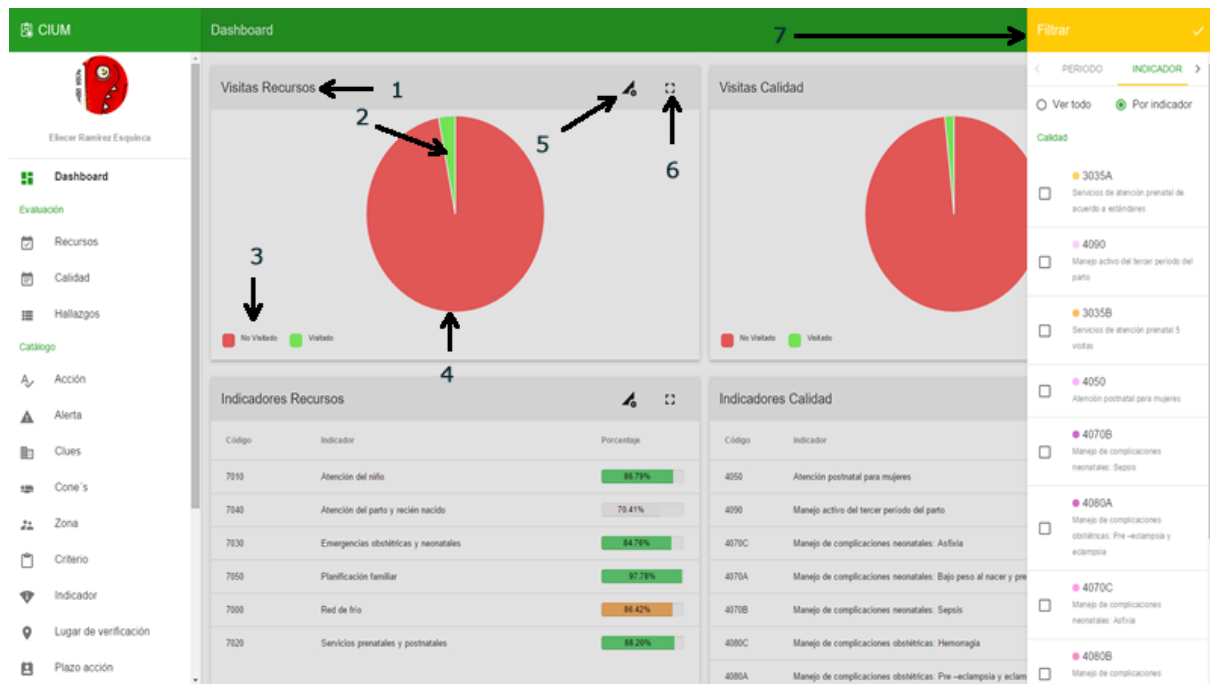 CIUM
Dashboard
7
Filtrar
PERIODO
INDICADOR
Ver todo
Por indicador
Eliecer Ramirez Esquinca
Dashboard
Evaluación
Recursos
Calidad
Hallazgos
Catálogo
Acción
Alerta
Clues
Cone´s
Zona
Criterio
Indicador
Lugar de verificación
Plazo acción
Visitas Recursos
1
2
3
4
5
6
No Visitado
Visitado
Visitas Calidad
No Visitado
Visitado
Indicadores Recursos
Código Indicador Porcentaje
7010 Atención del niño 86.79%
7040 Atención del parto y recién nacido 70.41%
7030 Emergencias obstétricas y neonatales 84.76%
7050 Planificación familiar 97.78%
7000 Red de frio 86.42%
7020 Servicios prenatales y postnatales 88.20%
Indicadores Calidad
Código Indicador
4050 Atención postnatal para mujeres
4090 Manejo activo del tercer periodo del parto
4070C Manejo de complicaciones neonatales: Asfixia
4070A Manejo de complicaciones neonatales: Bajo peso al nacer y pre
4070B Manejo de complicaciones neonatales: Sepsis
4080C Manejo de complicaciones obstétricas: Hemorragia
4080A Manejo de complicaciones obstétricas: Pre –eclampsia y eclam
Calidad
3035A
Servicios de atención prenatal de
acuerdo a estándares
4090
Manejo activo del tercer periodo del
parto
3035B
Servicios de atención prenatal 5
visitas
4050
Atención postnatal para mujeres
4070B
Manejo de complicaciones
neonatales: Sepsis
4080A
Manejo de complicaciones
obstétricas: Pre –eclampsia y
eclampsia
4070C
Manejo de complicaciones
neonatales: Asfixia
4080B
Manejo de complicaciones